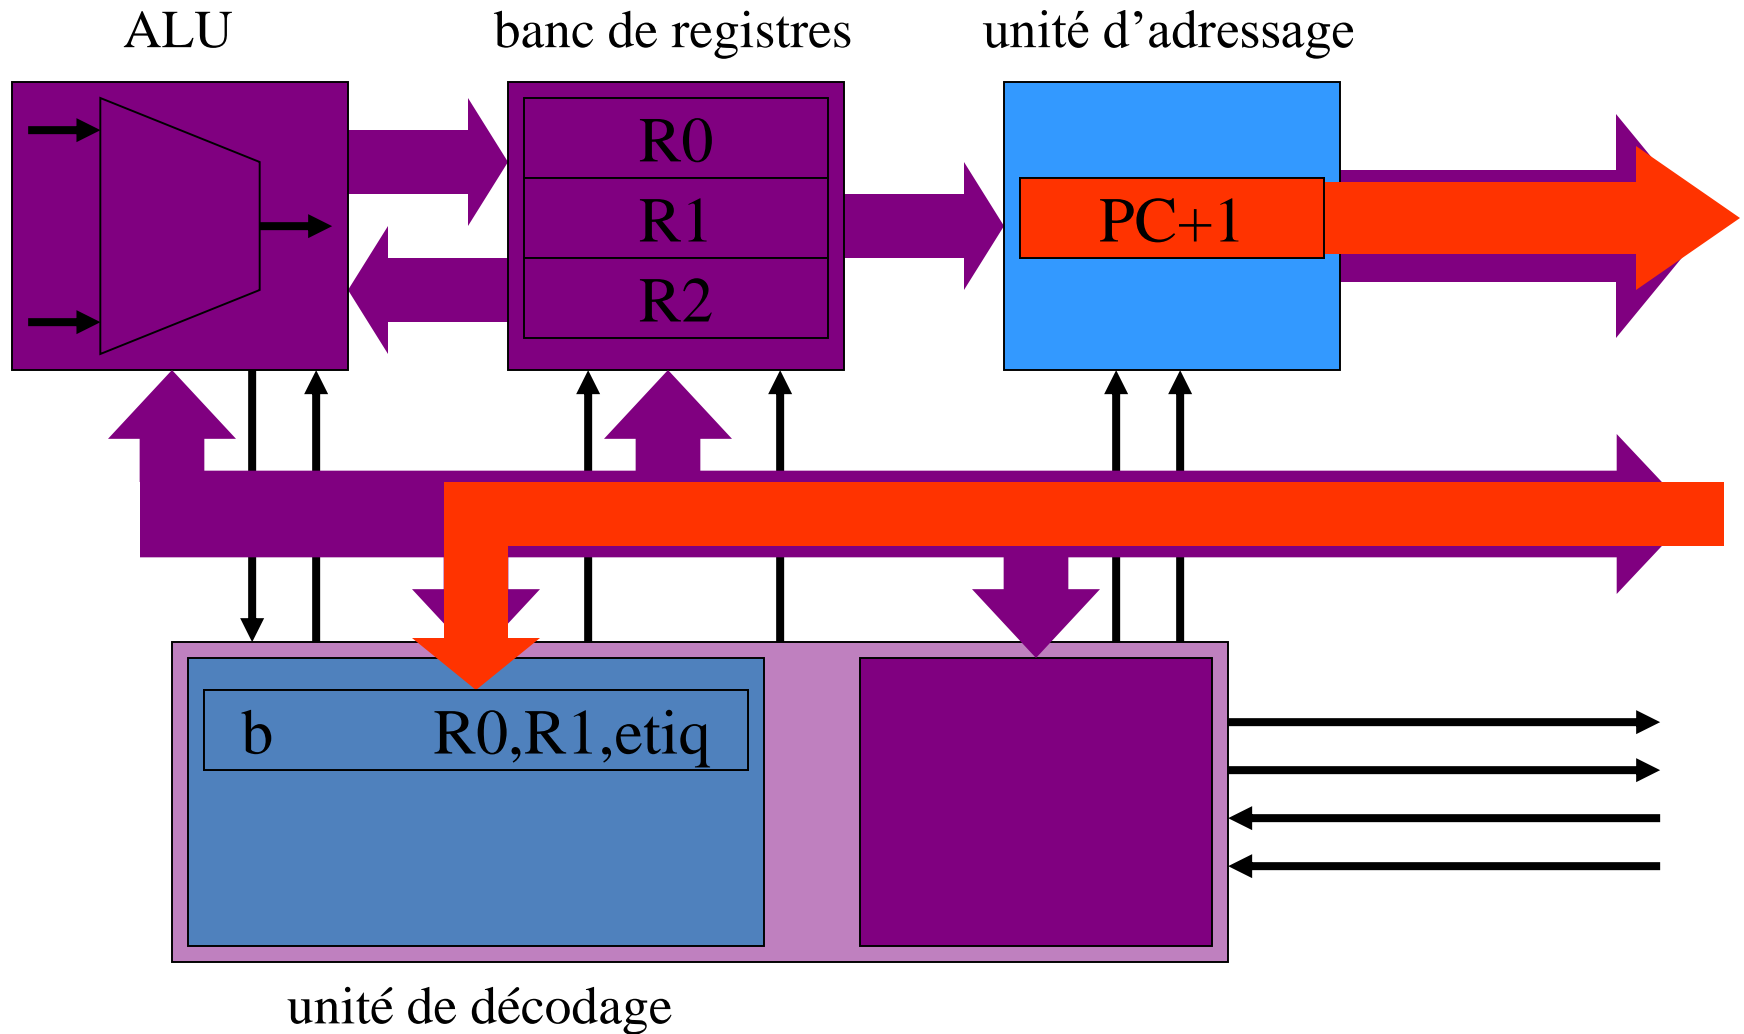 ALU
banc de registres
unité d’adressage
R0
R1
R2
PC+1
b R0,R1,etiq
unité de décodage